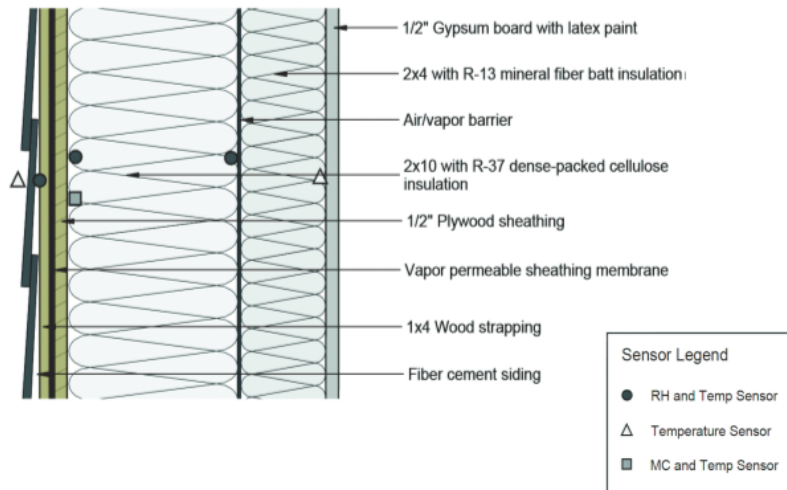 1/2" Gypsum board with latex paint
2x4 with R-13 mineral fiber batt insulation
Air/vapor barrier
2x10 with R-37 dense-packed cellulose
insulation
1/2" Plywood sheathing
Vapor permeable sheathing membrane
1x4 Wood strapping
Fiber cement siding
Sensor Legend
RH and Temp Sensor
Temperature Sensor
MC and Temp Sensor